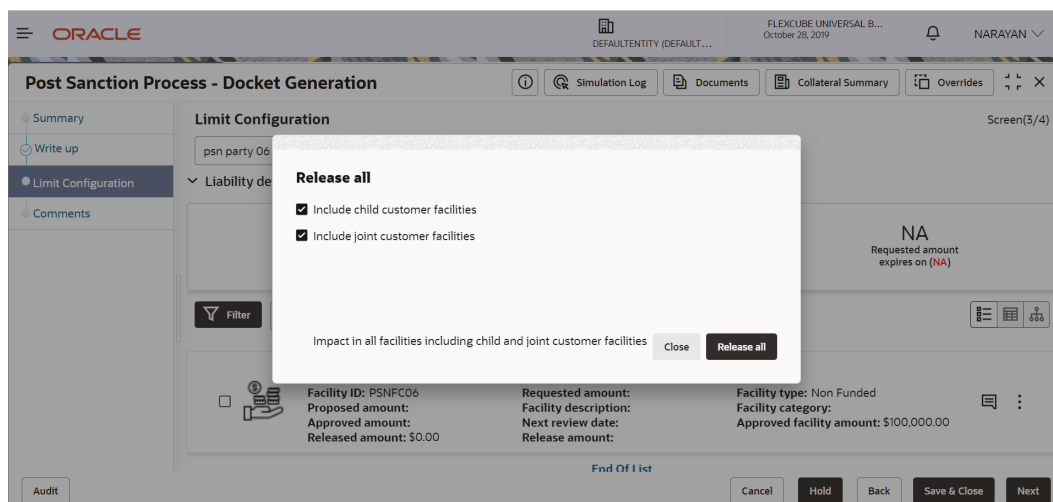 ORACLE
DEFAULTENTITY (DEFAULT...
FLEXCUBE UNIVERSAL B...
October 28, 2019
NARAYAN
Post Sanction Process - Docket Generation
Simulation Log
Documents
Collateral Summary
Overrides
Summary
Write up
Limit Configuration
Comments
Limit Configuration
Screen(3/4)
psn party 06
Liability de
Release all
Include child customer facilities
Include joint customer facilities
Impact in all facilities including child and joint customer facilities
Close
Release all
NA
Requested amount
expires on (NA)
Filter
Facility ID: PSNFC06
Proposed amount:
Approved amount:
Released amount: $0.00
Requested amount:
Facility description:
Next review date:
Release amount:
Facility type: Non Funded
Facility category:
Approved facility amount: $100,000.00
End Of List
Audit
Cancel
Hold
Back
Save & Close
Next